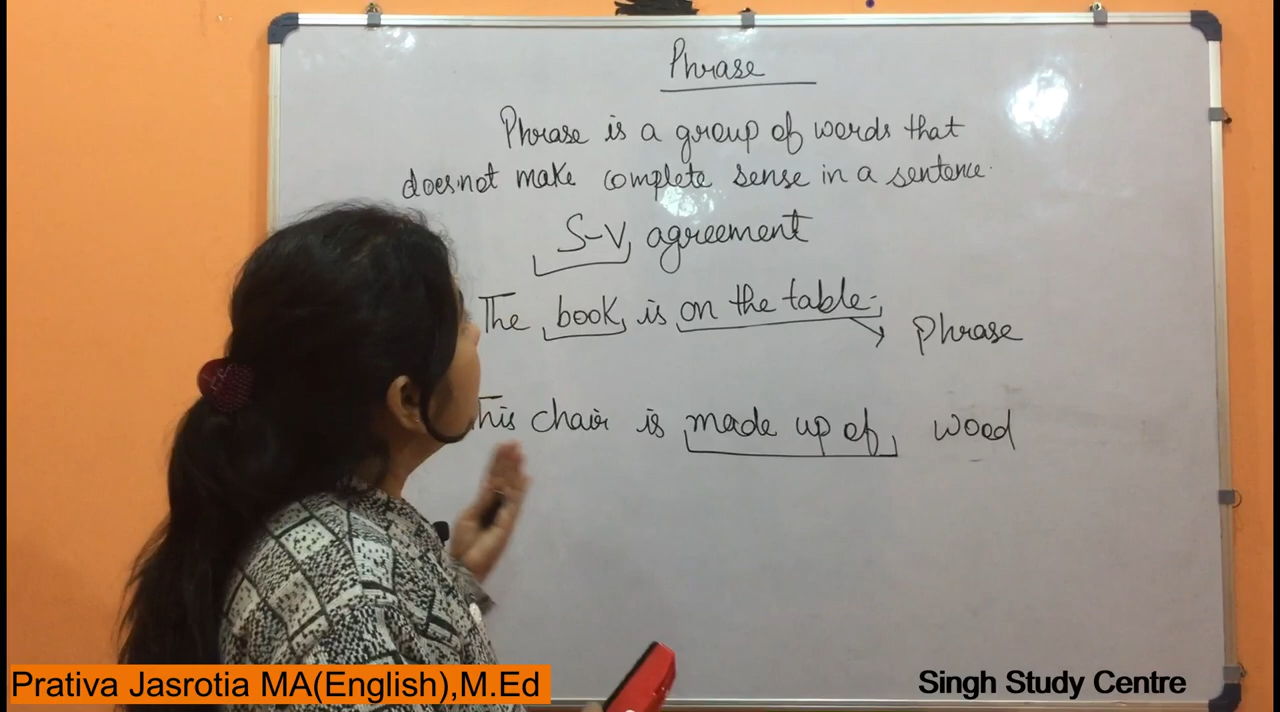 Phrase
Phrase is a group of words that
does not make complete sense in a sentence.
S-V agreement
The book is on the table.
Phrase
This chair is made up of wood
Prativa Jasrotia MA(English),M.Ed
Singh Study Centre